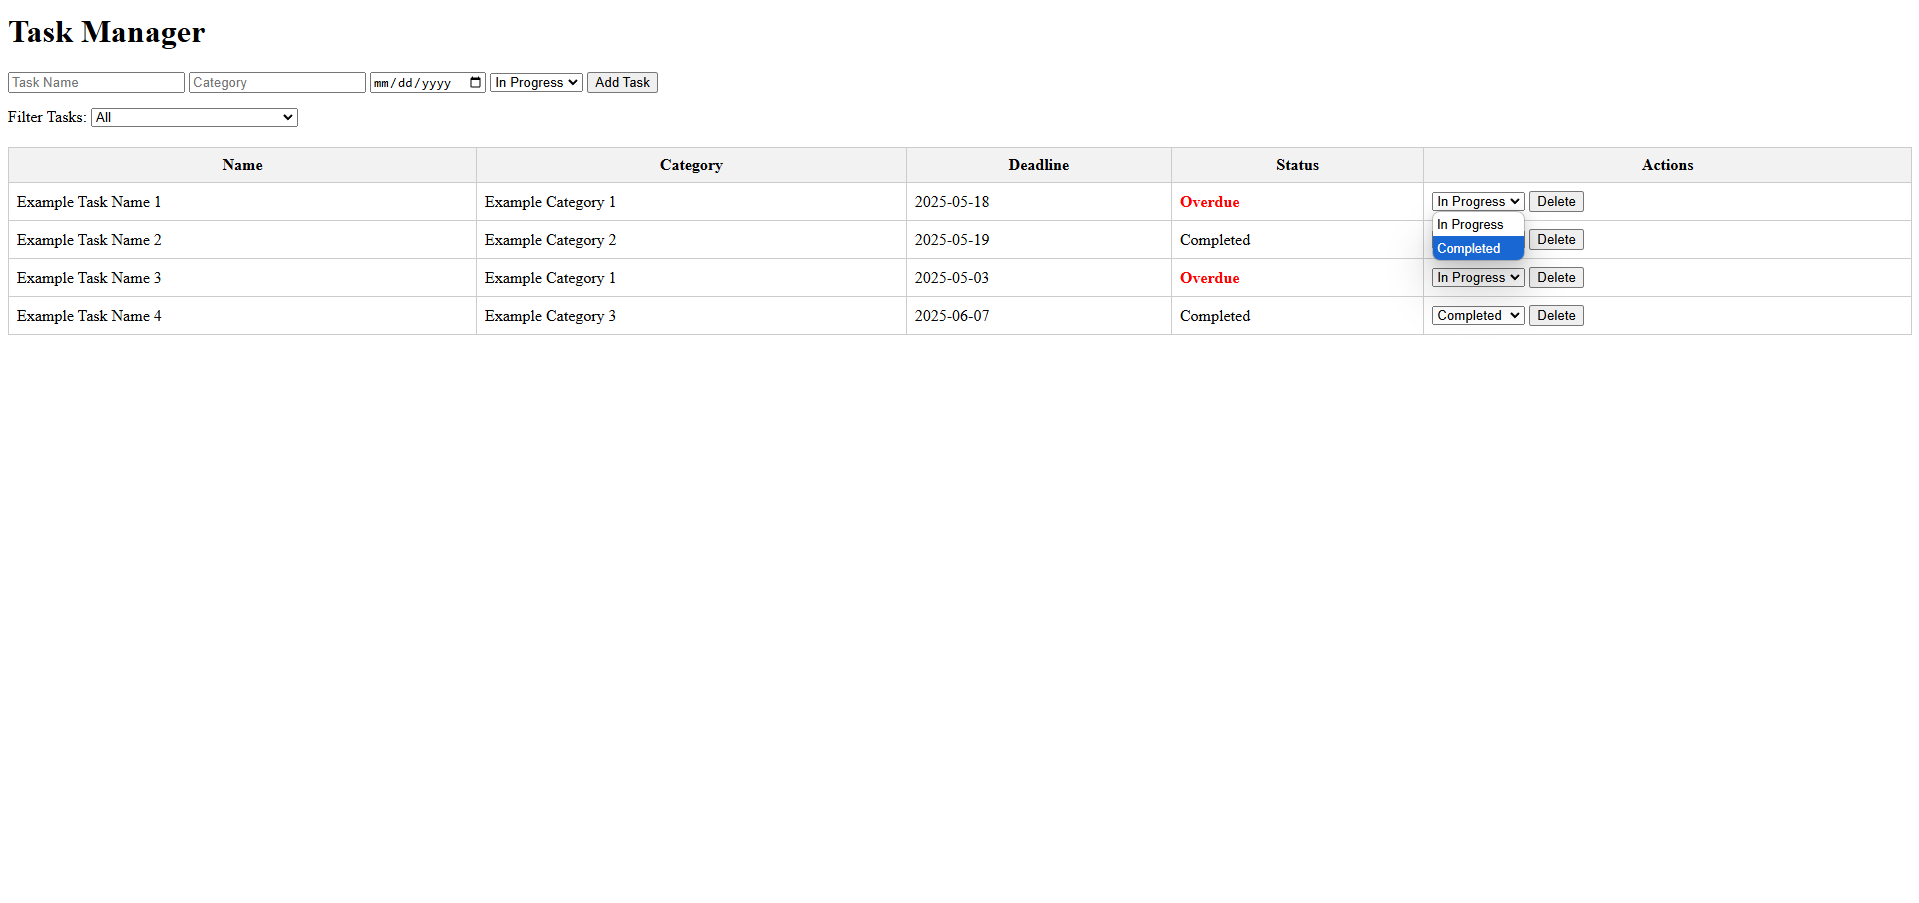 Task Manager
Task Name Category mm/dd/yyyy In Progress Add Task
Filter Tasks: All
Name Category Deadline Status Actions
Example Task Name 1 Example Category 1 2025-05-18 Overdue In Progress Delete
In Progress
Example Task Name 2 Example Category 2 2025-05-19 Completed Delete
Completed
Example Task Name 3 Example Category 1 2025-05-03 Overdue In Progress Delete
Example Task Name 4 Example Category 3 2025-06-07 Completed Completed Delete